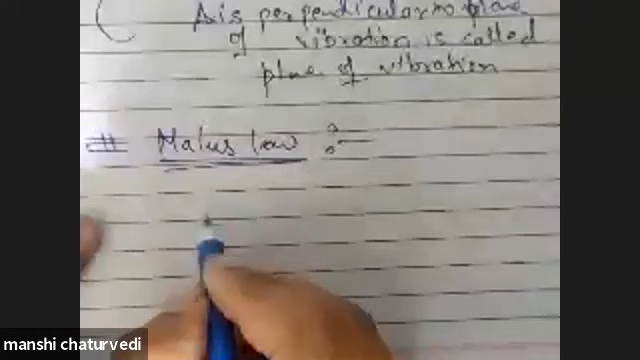 Axis perpendicular to plane
of vibration is called
plane of vibration
# Malus law :-
manshi chaturvedi